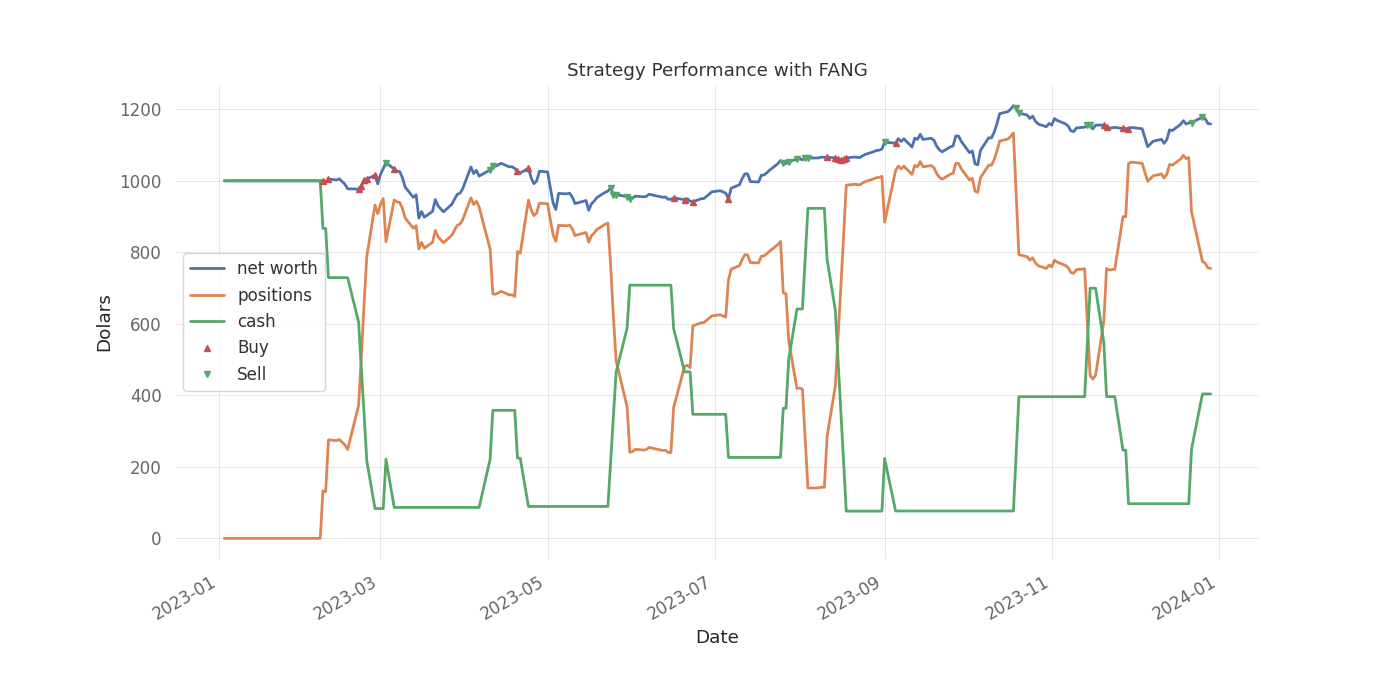 Strategy Performance with FANG
1200
1000
800
600
400
200
0
Dolars
net worth
positions
cash
Buy
Sell
2023-01
2023-03
2023-05
2023-07
2023-09
2023-11
2024-01
Date